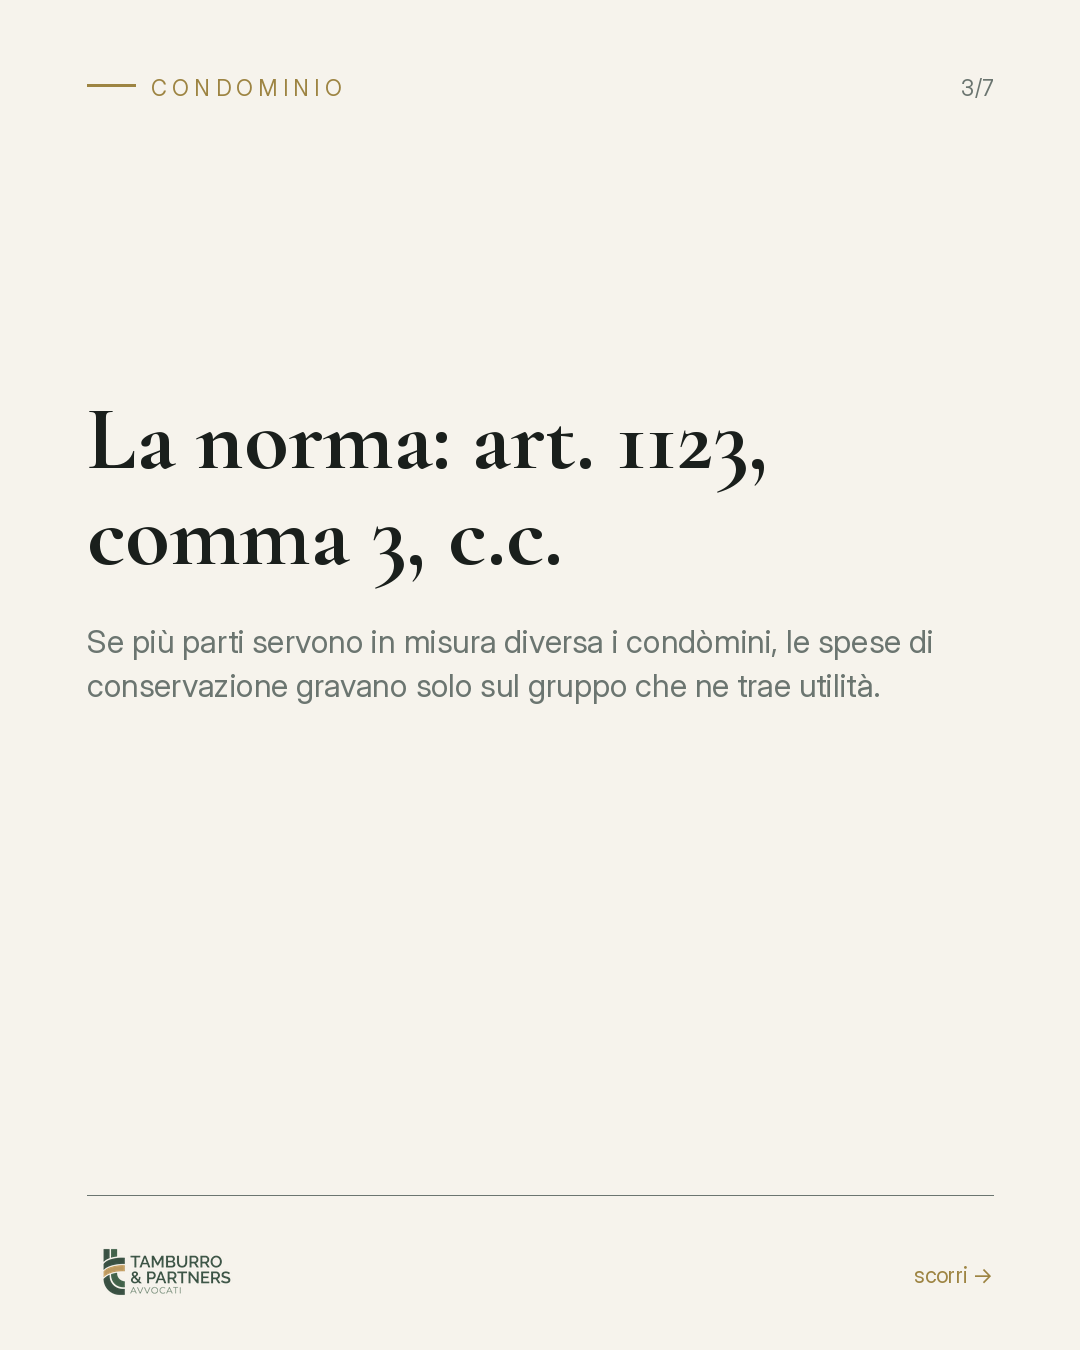 CONDOMINIO
3/7
La norma: art. 1123,
comma 3, c.c.
Se più parti servono in misura diversa i condòmini, le spese di
conservazione gravano solo sul gruppo che ne trae utilità.
TAMBURRO
& PARTNERS
AVVOCATI
scorri →